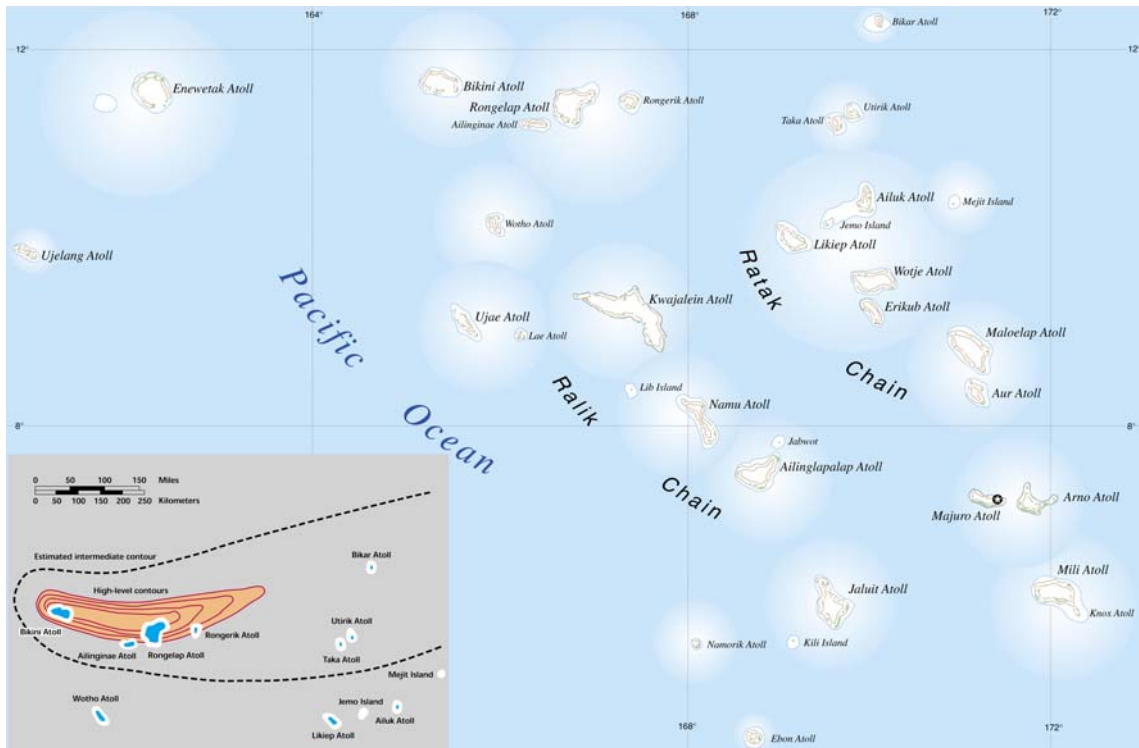 164°
168°
172°
Bikar Atoll
12°
Enewetak Atoll
Bikini Atoll
Rongelap Atoll
Rongerik Atoll
Ailinginae Atoll
Utirik Atoll
Taka Atoll
Ailuk Atoll
Mejit Island
Jemo Island
Wotho Atoll
Likiep Atoll
Ujelang Atoll
Wotje Atoll
Kwajalein Atoll
Erikub Atoll
Ujae Atoll
Lae Atoll
Maloelap Atoll
Lib Island
Aur Atoll
Namu Atoll
Pacific
Ocean
Ratak
Chain
Ralik
Chain
8°
8°
Jabwot
Ailinglapalap Atoll
Arno Atoll
Majuro Atoll
Mili Atoll
Jaluit Atoll
Knox Atoll
Namorik Atoll
Kili Island
Ebon Atoll
168°
172°
0 50 100 150 Miles
0 50 100 150 200 250 Kilometers
Estimated intermediate contour
Bikar Atoll
High-level contours
Bikini Atoll
Utirik Atoll
Rongerik Atoll
Ailinginae Atoll
Rongelap Atoll
Taka Atoll
Mejit Island
Wotho Atoll
Jemo Island
Ailuk Atoll
Likiep Atoll